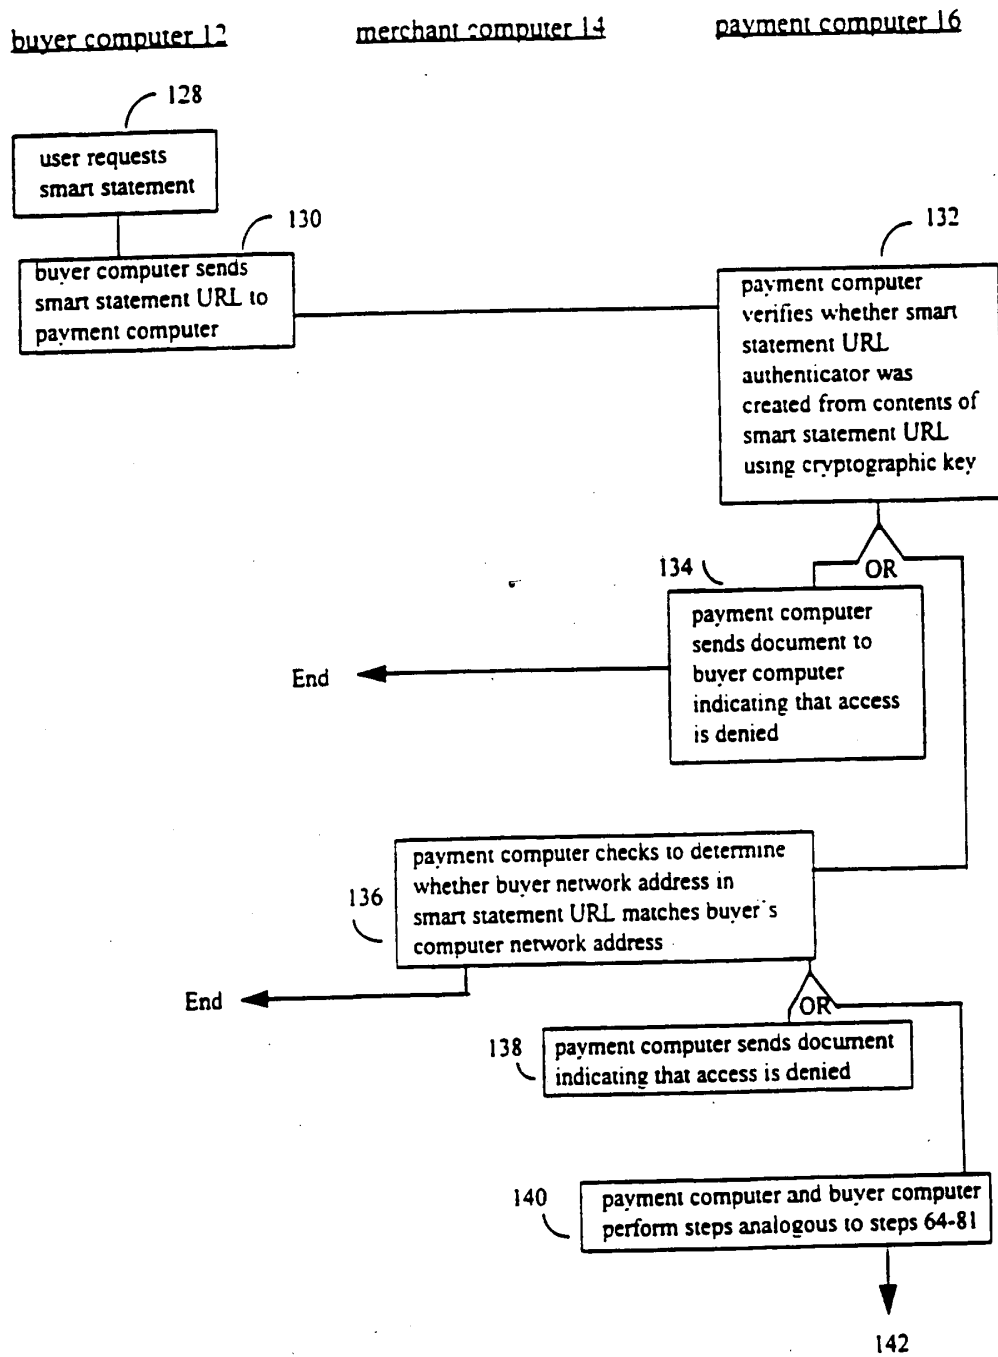 buyer computer 12
merchant computer 14
payment computer 16
128
user requests
smart statement
130
buyer computer sends
smart statement URL to
payment computer
132
payment computer
verifies whether smart
statement URL
authenticator was
created from contents of
smart statement URL
using cryptographic key
OR
134
payment computer
sends document to
buyer computer
indicating that access
is denied
End
136
payment computer checks to determine
whether buyer network address in
smart statement URL matches buyer's
computer network address
End
OR
138
payment computer sends document
indicating that access is denied
140
payment computer and buyer computer
perform steps analogous to steps 64-81
142